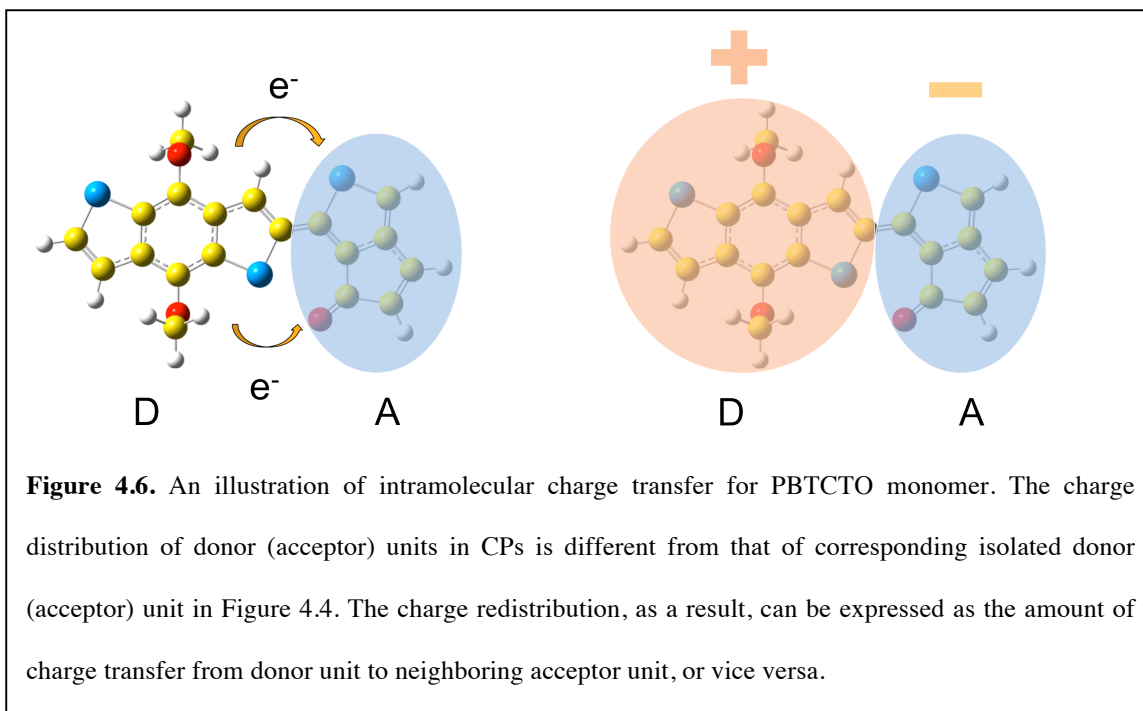 e-
e-
D
A
D
A
Figure 4.6. An illustration of intramolecular charge transfer for PBTCTO monomer. The charge
distribution of donor (acceptor) units in CPs is different from that of corresponding isolated donor
(acceptor) unit in Figure 4.4. The charge redistribution, as a result, can be expressed as the amount of
charge transfer from donor unit to neighboring acceptor unit, or vice versa.